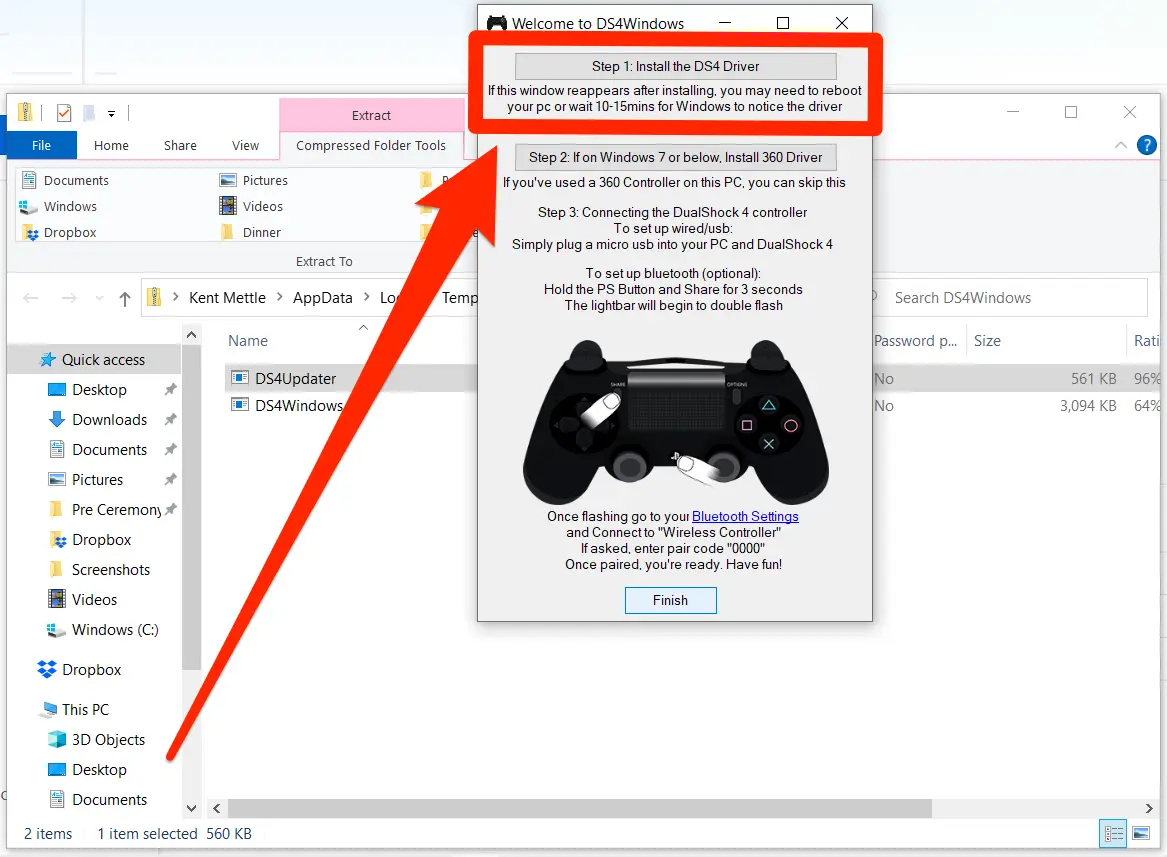 Welcome to DS4Windows
Step 1: Install the DS4 Driver
If this window reappears after installing, you may need to reboot
your pc or wait 10-15mins for Windows to notice the driver
Step 2: If on Windows 7 or below, Install 360 Driver
If you've used a 360 Controller on this PC, you can skip this
Step 3: Connecting the DualShock 4 controller
To set up wired/usb:
Simply plug a micro usb into your PC and DualShock 4
To set up bluetooth (optional):
Hold the PS Button and Share for 3 seconds
The lightbar will begin to double flash
SHARE
OPTIONS
Once flashing go to your Bluetooth Settings
and Connect to "Wireless Controller"
If asked, enter pair code "0000"
Once paired, you're ready. Have fun!
Finish
Extract
File
Home
Share
View
Compressed Folder Tools
?
Documents
Pictures
Windows
Videos
Dropbox
Dinner
Extract To
Kent Mettle
AppData
Temp
Search DS4Windows
Name
Password p...
Size
DS4Updater
No
561 KB
96%
DS4Windows
No
3,094 KB
64%
Quick access
Desktop
Downloads
Documents
Pictures
Pre Ceremony
Dropbox
Screenshots
Videos
Windows (C:)
Dropbox
This PC
3D Objects
Desktop
Documents
2 items
1 item selected 560 KB